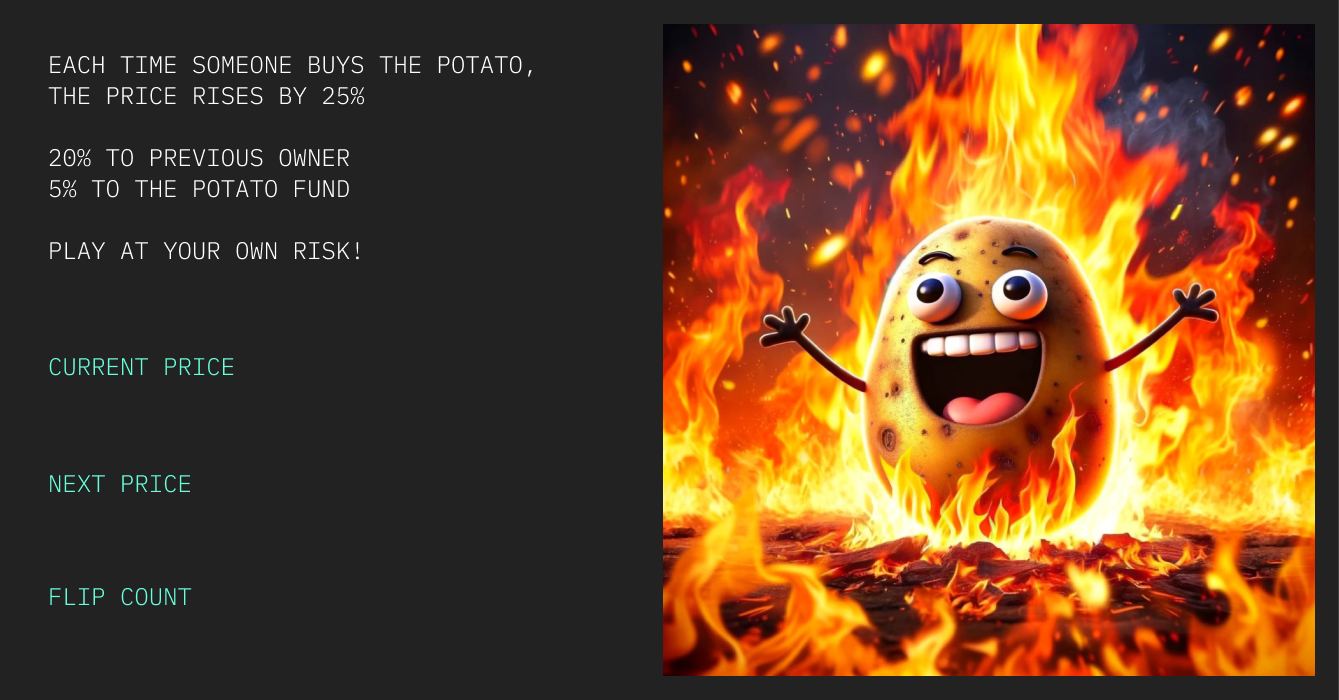 EACH TIME SOMEONE BUYS THE POTATO,
THE PRICE RISES BY 25%
20% TO PREVIOUS OWNER
5% TO THE POTATO FUND
PLAY AT YOUR OWN RISK!
CURRENT PRICE
NEXT PRICE
FLIP COUNT